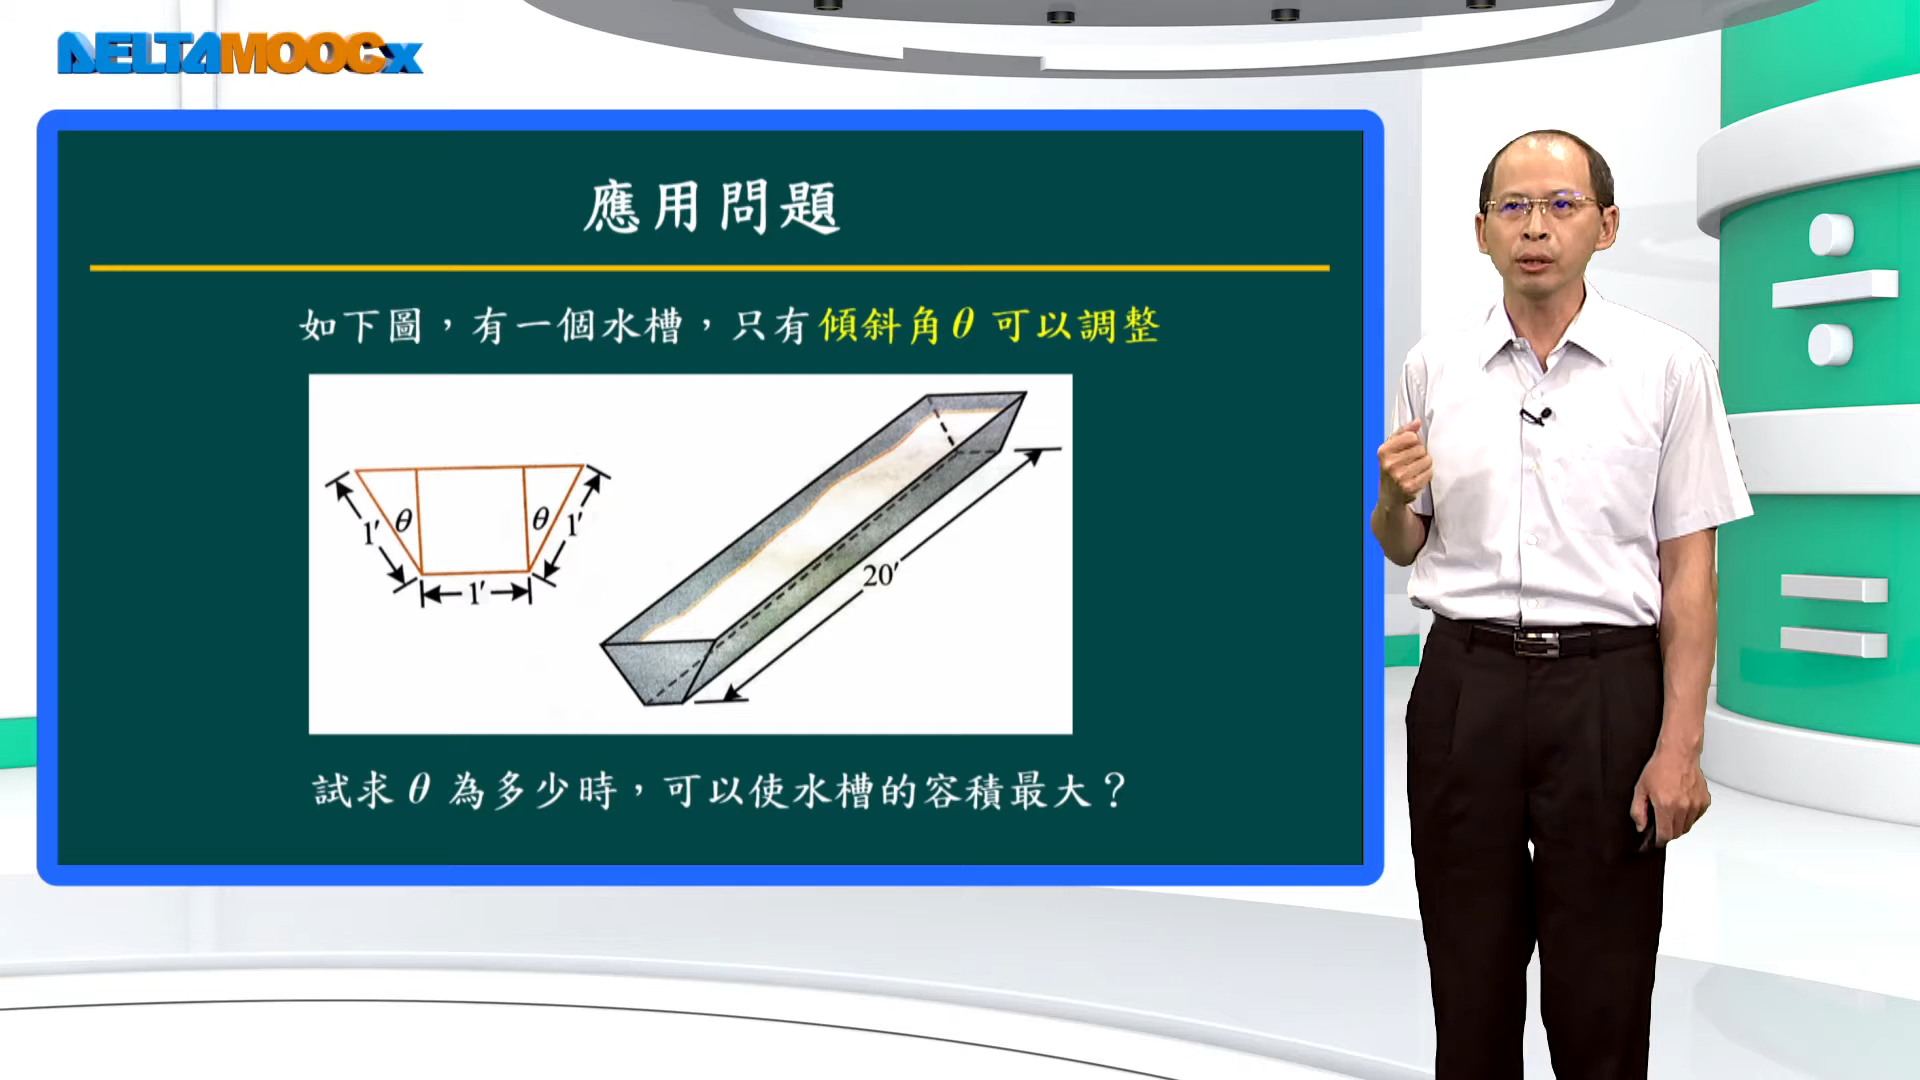 DELTAMOOCx
應用問題
如下圖，有一個水槽，只有傾斜角θ 可以調整
1′
θ
θ
1′
1′
20′
試求 θ 為多少時，可以使水槽的容積最大？